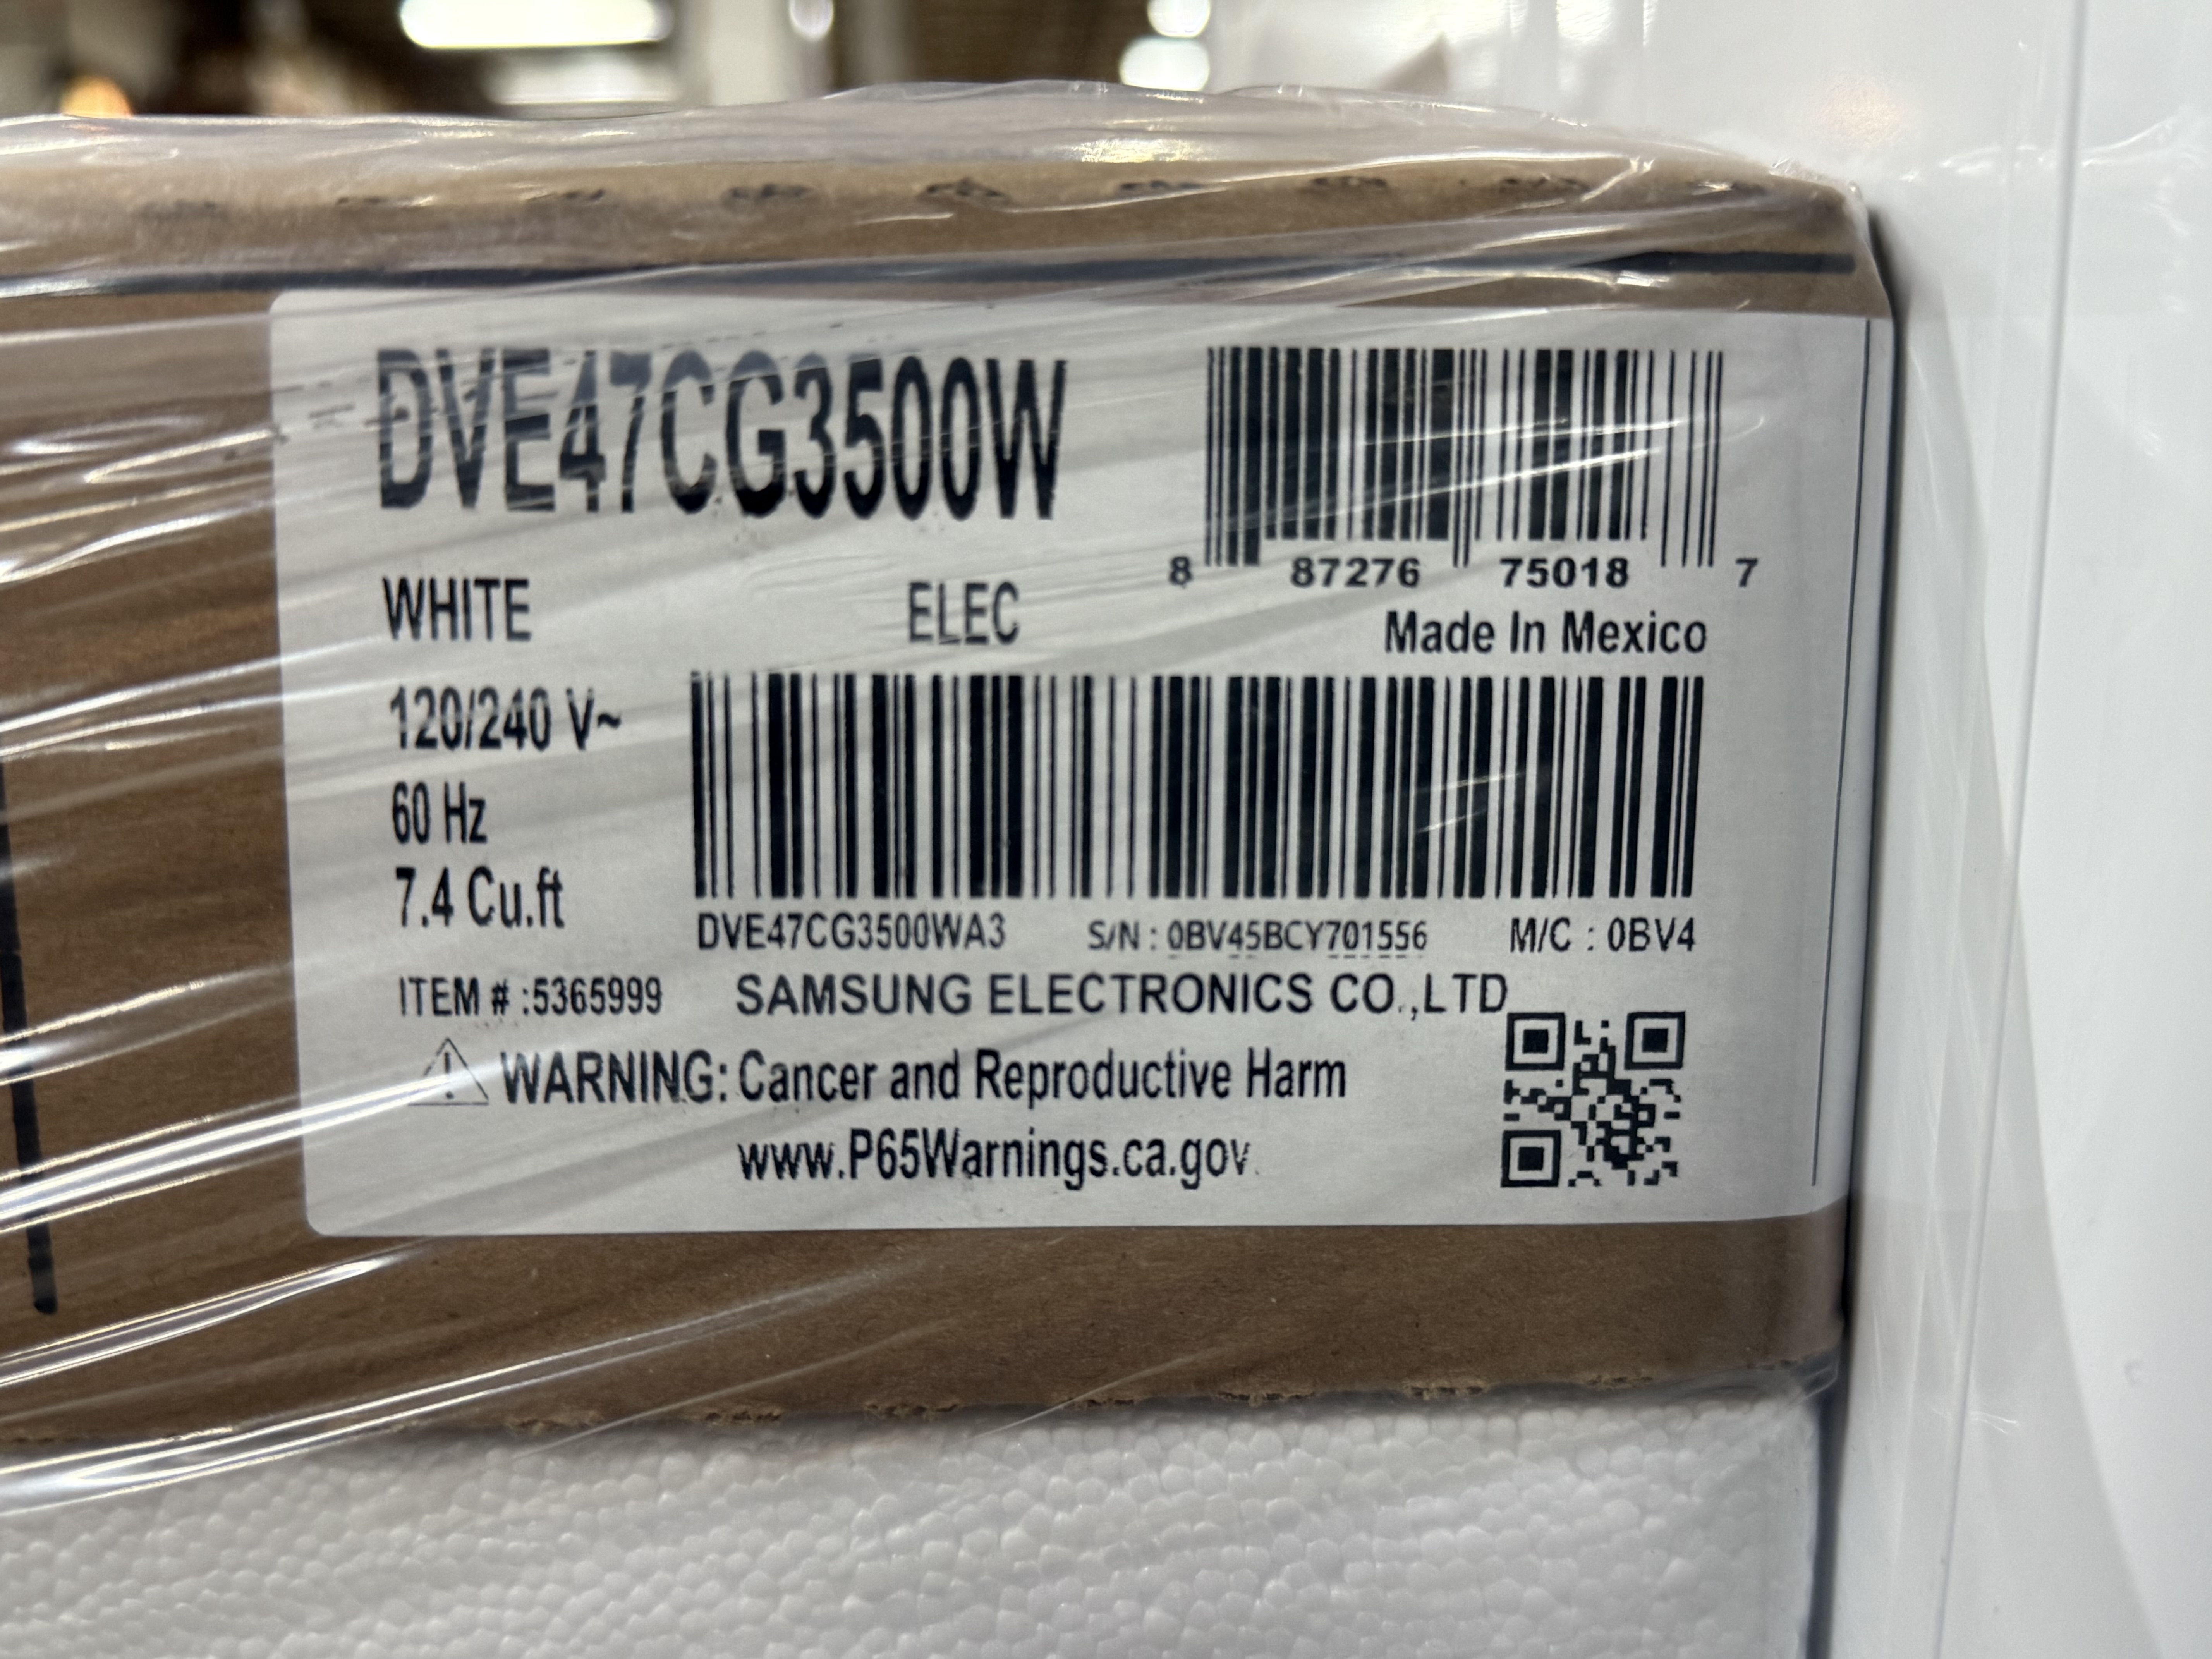 DVE47CG3500W
8 87276 75018 7
WHITE ELEC Made In Mexico
120/240 V~
60 Hz
7.4 Cu.ft
DVE47CG3500WA3 S/N : 0BV45BCY701556 M/C : 0BV4
ITEM # :5365999 SAMSUNG ELECTRONICS CO.,LTD
WARNING: Cancer and Reproductive Harm
www.P65Warnings.ca.gov